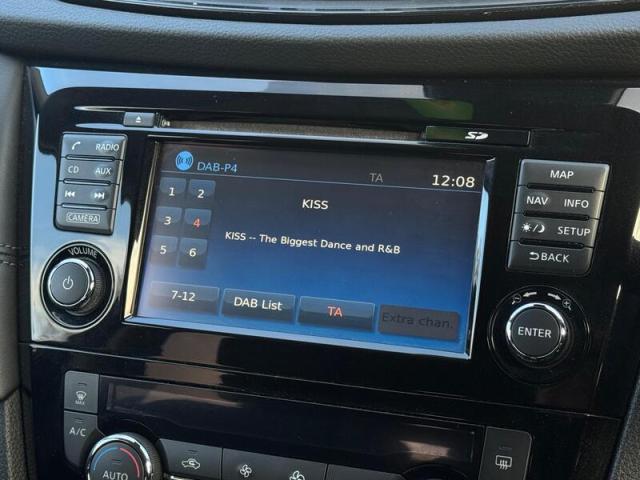 RADIO
CD AUX
CAMERA
VOLUME
SD
DAB-P4 TA 12:08
1 2
3 4
5 6
KISS
KISS -- The Biggest Dance and R&B
7-12 DAB List TA Extra chan.
MAP
NAV INFO
SETUP
BACK
ENTER
MAX
A/C
AUTO